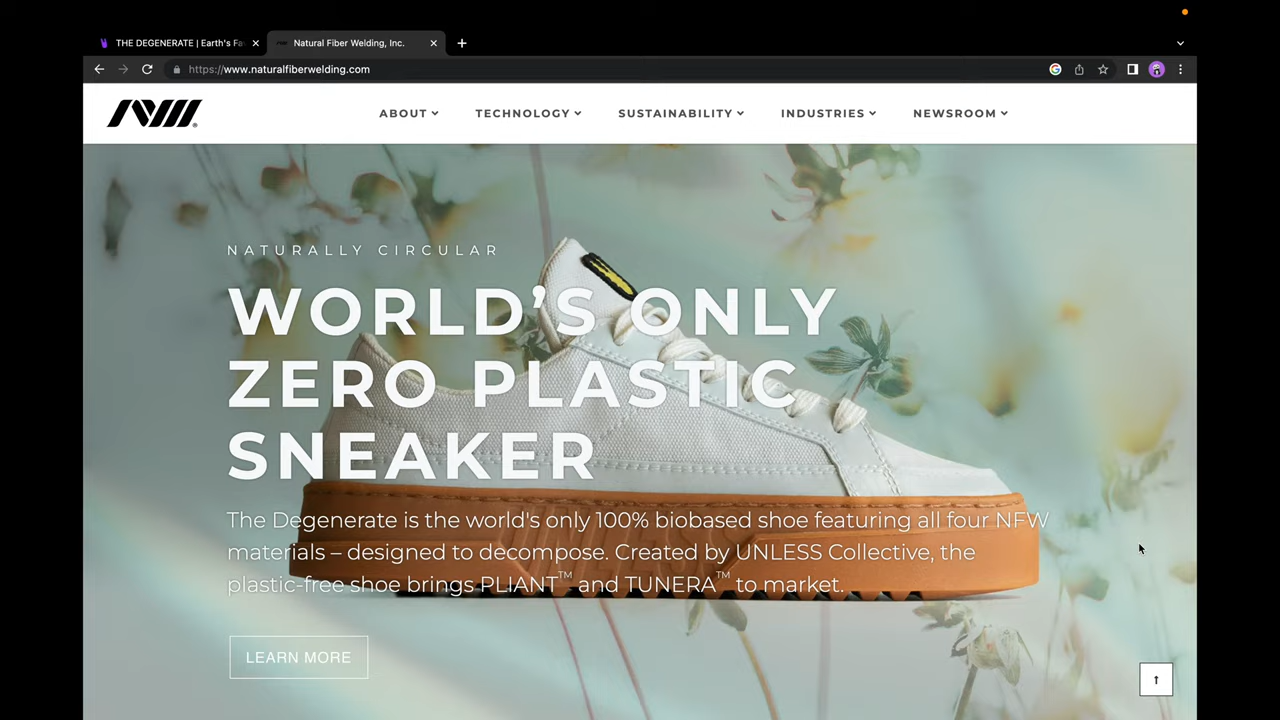 THE DEGENERATE | Earth's Fa
Natural Fiber Welding, Inc.
https://www.naturalfiberwelding.com
ABOUT TECHNOLOGY SUSTAINABILITY INDUSTRIES NEWSROOM
NATURALLY CIRCULAR
WORLD'S ONLY
ZERO PLASTIC
SNEAKER
The Degenerate is the world's only 100% biobased shoe featuring all four NFW
materials – designed to decompose. Created by UNLESS Collective, the
plastic-free shoe brings PLIANT™ and TUNERA™ to market.
LEARN MORE